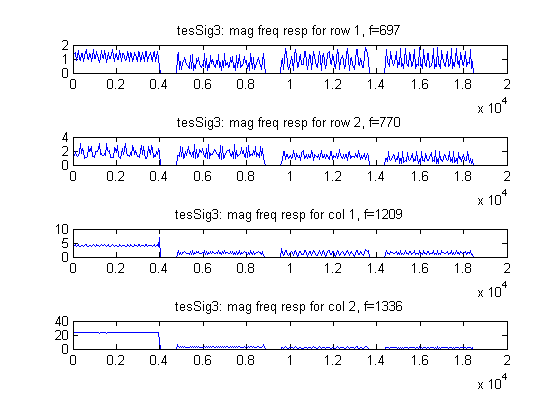 tesSig3: mag freq resp for row 1, f=697
2
1
0
0 0.2 0.4 0.6 0.8 1 1.2 1.4 1.6 1.8 2
x 10^4
tesSig3: mag freq resp for row 2, f=770
4
2
0
0 0.2 0.4 0.6 0.8 1 1.2 1.4 1.6 1.8 2
x 10^4
tesSig3: mag freq resp for col 1, f=1209
10
5
0
0 0.2 0.4 0.6 0.8 1 1.2 1.4 1.6 1.8 2
x 10^4
tesSig3: mag freq resp for col 2, f=1336
40
20
0
0 0.2 0.4 0.6 0.8 1 1.2 1.4 1.6 1.8 2
x 10^4